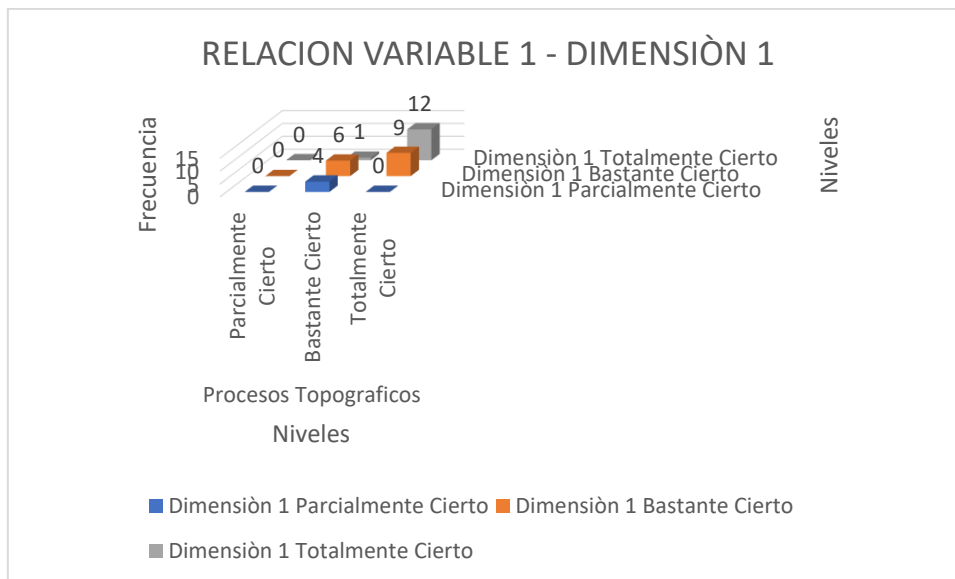 RELACION VARIABLE 1 - DIMENSIÒN 1
12
0 6 1 9
0 4
0 0
15
10
5
0
Frecuencia
Niveles
Dimensiòn 1 Totalmente Cierto
Dimensiòn 1 Bastante Cierto
Dimensiòn 1 Parcialmente Cierto
Parcialmente
Cierto
Bastante Cierto
Totalmente
Cierto
Procesos Topograficos
Niveles
Dimensiòn 1 Parcialmente Cierto
Dimensiòn 1 Bastante Cierto
Dimensiòn 1 Totalmente Cierto